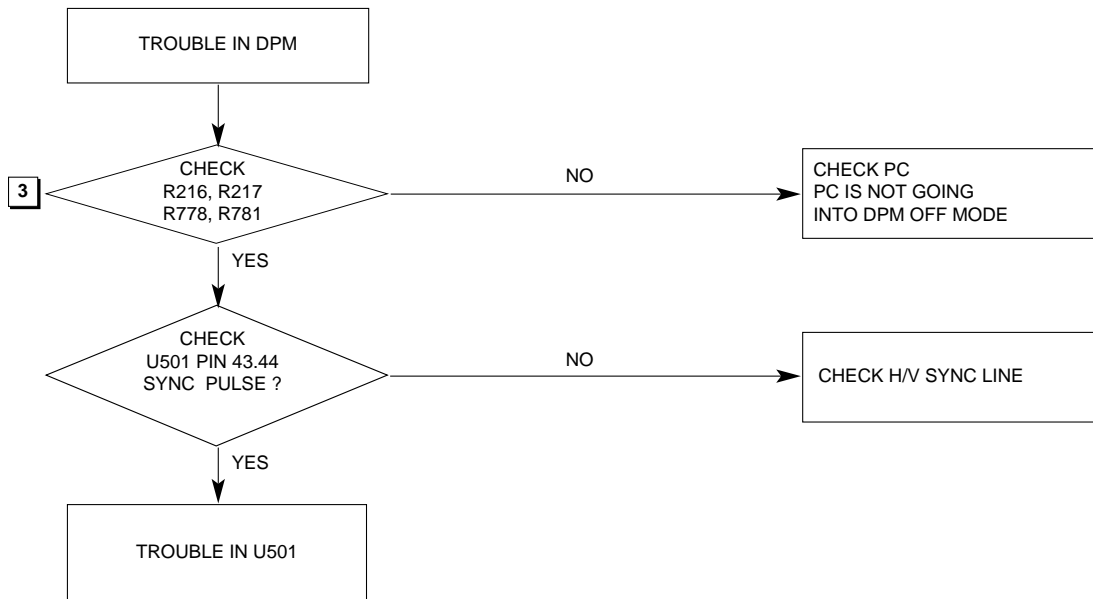 TROUBLE IN DPM
3
CHECK
R216, R217
R778, R781
NO
CHECK PC
PC IS NOT GOING
INTO DPM OFF MODE
YES
CHECK
U501 PIN 43.44
SYNC PULSE ?
NO
CHECK H/V SYNC LINE
YES
TROUBLE IN U501